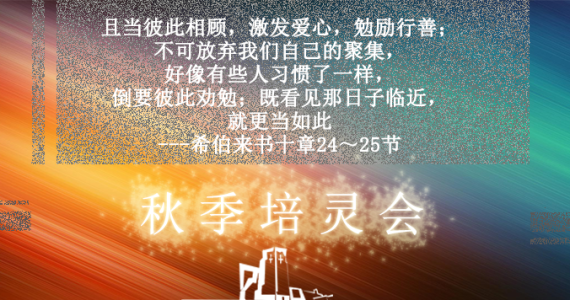 且当彼此相顾，激发爱心，勉励行善；
不可放弃我们自己的聚集，
好像有些人习惯了一样，
倒要彼此劝勉；既看见那日子临近，
就更当如此
---希伯来书十章24～25节
秋季培灵会